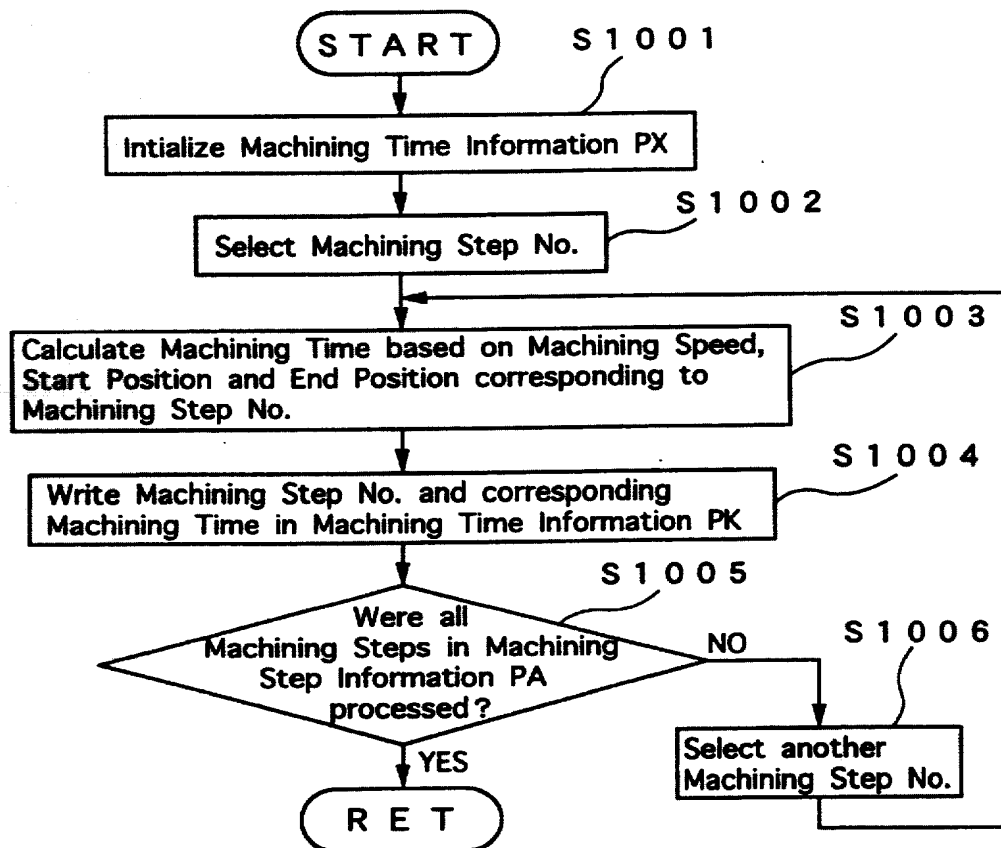 START
S1001
Intialize Machining Time Information PX
S1002
Select Machining Step No.
S1003
Calculate Machining Time based on Machining Speed,
Start Position and End Position corresponding to
Machining Step No.
S1004
Write Machining Step No. and corresponding
Machining Time in Machining Time Information PK
S1005
Were all
Machining Steps in Machining
Step Information PA
processed?
NO
S1006
YES
Select another
Machining Step No.
RET